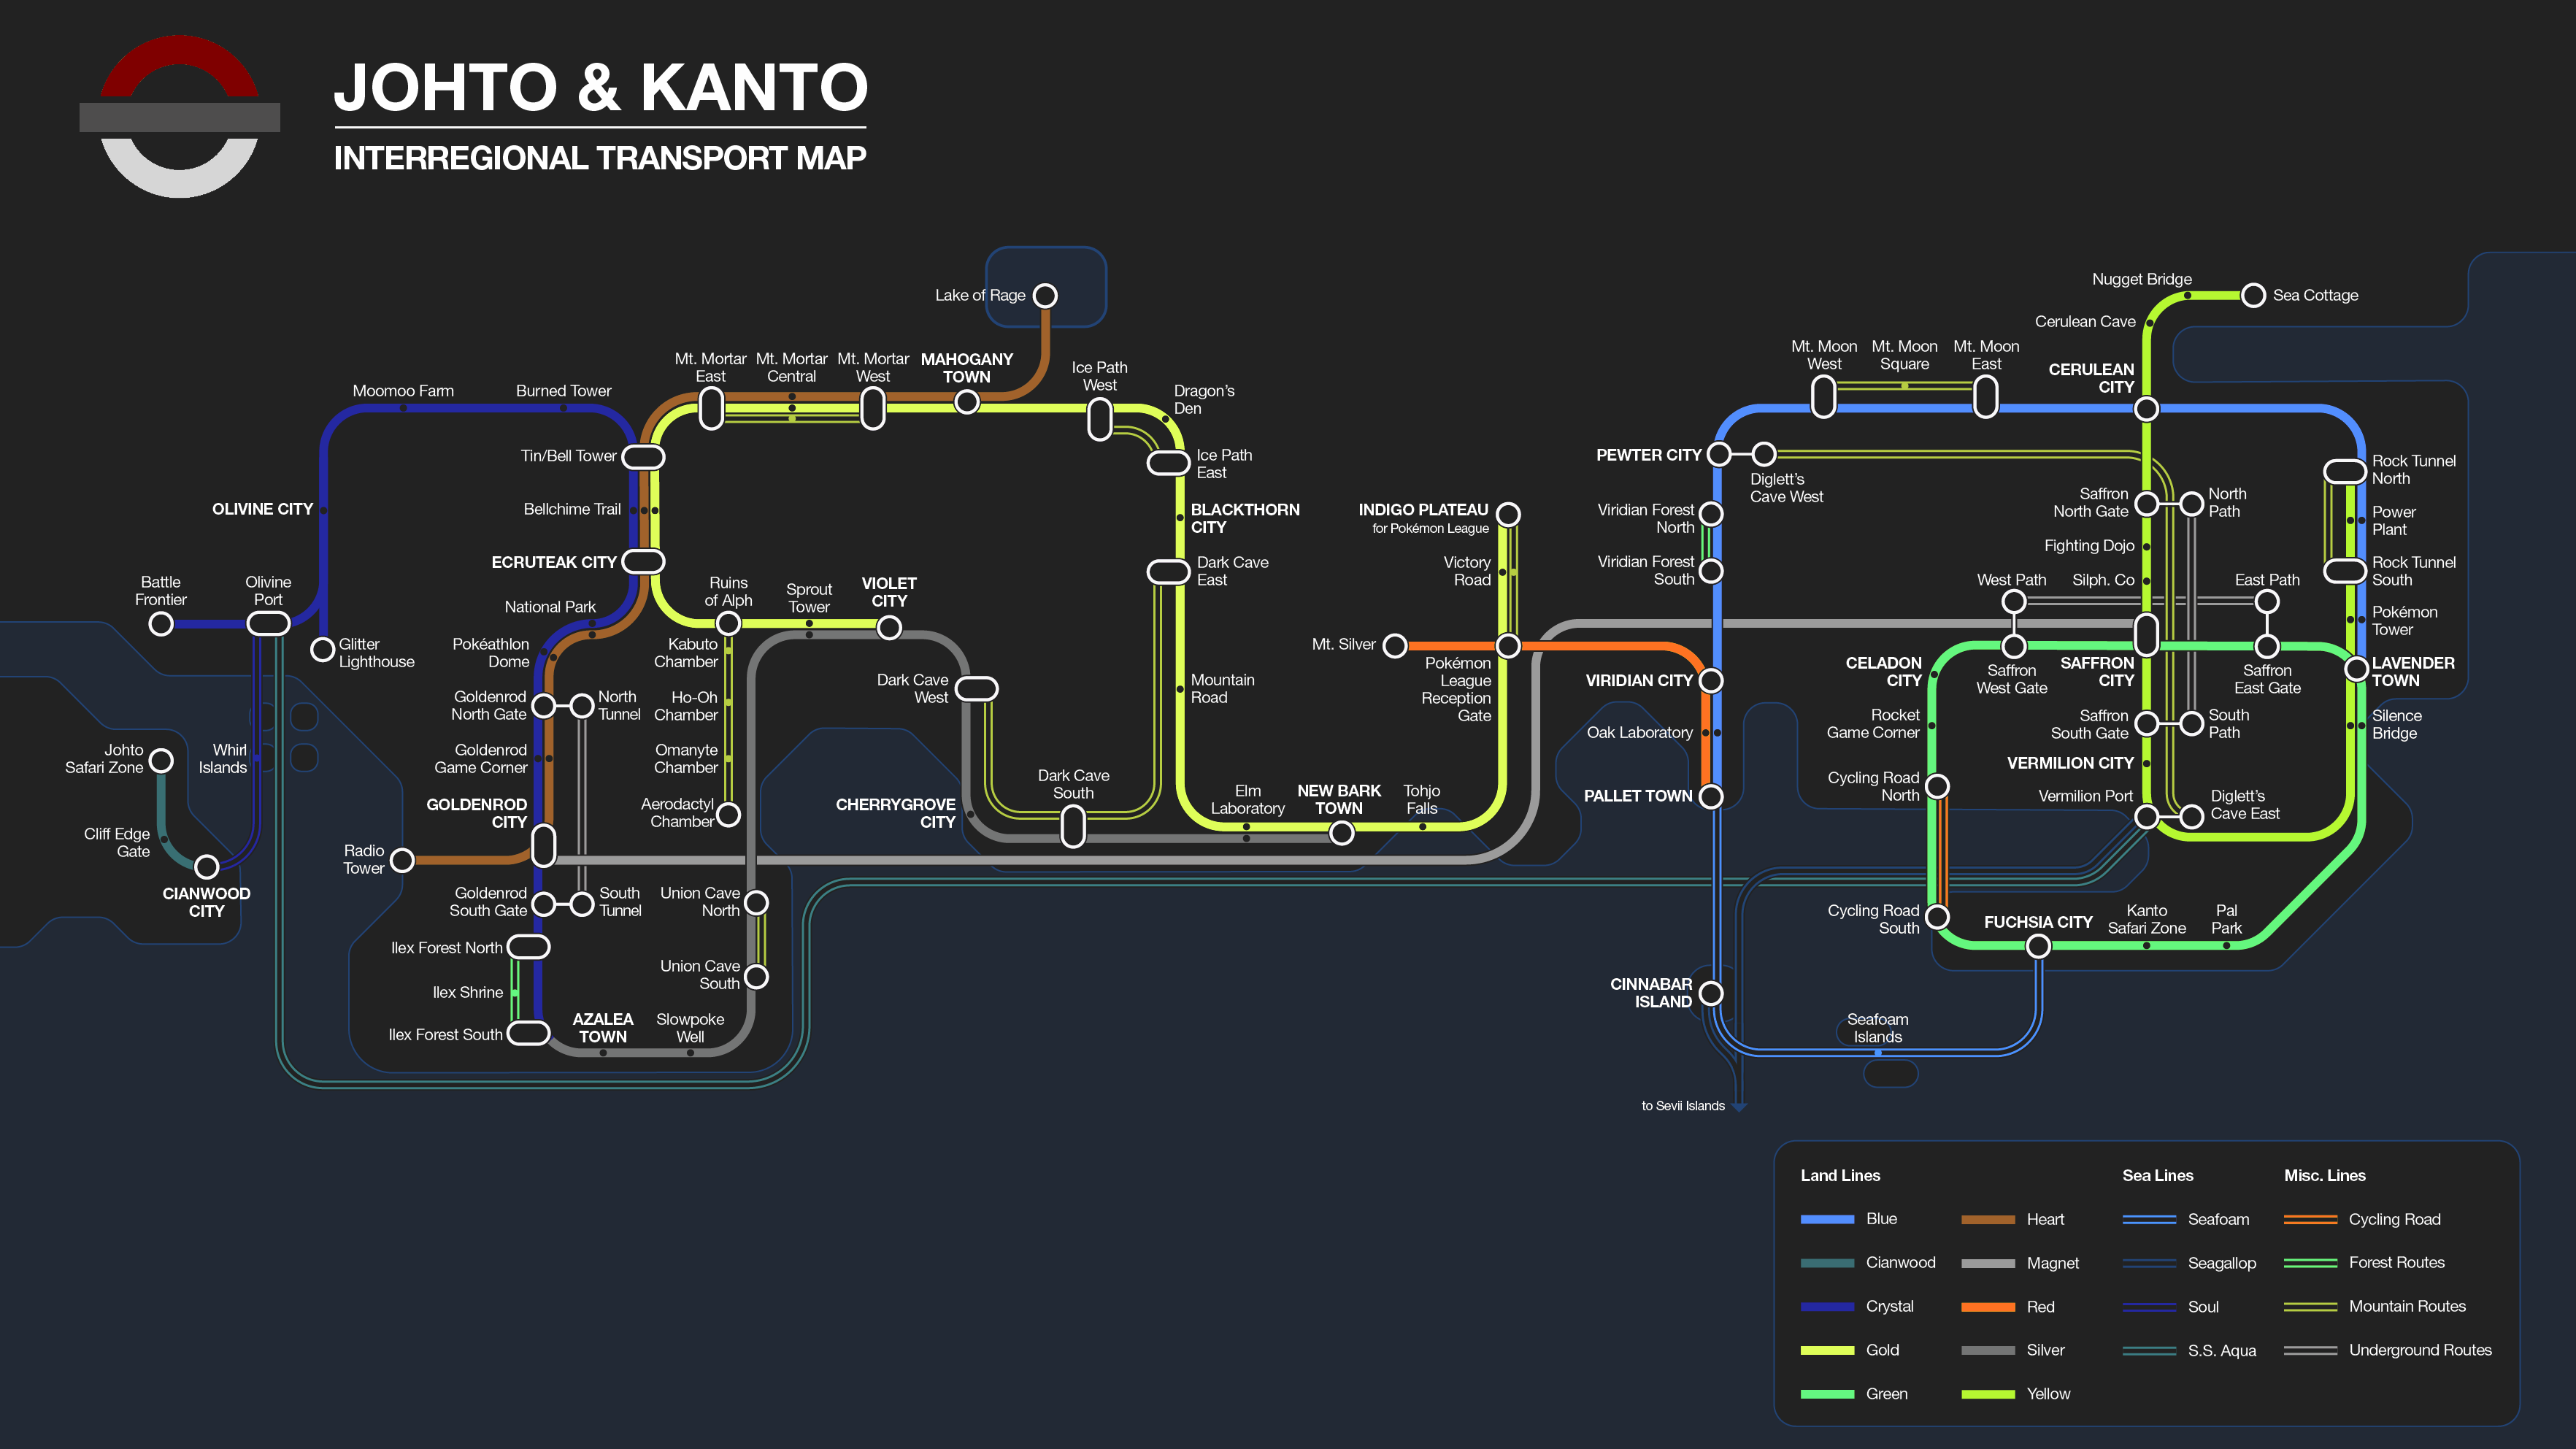 JOHTO & KANTO
INTERREGIONAL TRANSPORT MAP
Lake of Rage
Mt. Mortar
East
Mt. Mortar
Central
Mt. Mortar
West
MAHOGANY
TOWN
Ice Path
West
Dragon's
Den
Moomoo Farm
Burned Tower
Tin/Bell Tower
Ice Path
East
OLIVINE CITY
Bellchime Trail
BLACKTHORN
CITY
ECRUTEAK CITY
Dark Cave
East
Battle
Frontier
Olivine
Port
National Park
Ruins
of Alph
Sprout
Tower
VIOLET
CITY
Glitter
Lighthouse
Pokéathlon
Dome
Kabuto
Chamber
Goldenrod
North Gate
North
Tunnel
Ho-Oh
Chamber
Dark Cave
West
Mountain
Road
Johto
Safari Zone
Whirl
Islands
Goldenrod
Game Corner
Omanyte
Chamber
Dark Cave
South
GOLDENROD
CITY
Aerodactyl
Chamber
CHERRYGROVE
CITY
Elm
Laboratory
NEW BARK
TOWN
Tohjo
Falls
Cliff Edge
Gate
Radio
Tower
CIANWOOD
CITY
Goldenrod
South Gate
South
Tunnel
Union Cave
North
Ilex Forest North
Union Cave
South
Ilex Shrine
Ilex Forest South
AZALEA
TOWN
Slowpoke
Well
INDIGO PLATEAU
for Pokémon League
Victory
Road
Mt. Silver
Pokémon
League
Reception
Gate
Nugget Bridge
Sea Cottage
Cerulean Cave
Mt. Moon
West
Mt. Moon
Square
Mt. Moon
East
CERULEAN
CITY
PEWTER CITY
Diglett's
Cave West
Rock Tunnel
North
Viridian Forest
North
Saffron
North Gate
North
Path
Power
Plant
Fighting Dojo
Viridian Forest
South
West Path
Silph. Co
East Path
Rock Tunnel
South
Pokémon
Tower
VIRIDIAN CITY
CELADON
CITY
Saffron
West Gate
SAFFRON
CITY
Saffron
East Gate
LAVENDER
TOWN
Oak Laboratory
Rocket
Game Corner
Saffron
South Gate
South
Path
Silence
Bridge
VERMILION CITY
PALLET TOWN
Cycling Road
North
Vermilion Port
Diglett's
Cave East
Cycling Road
South
FUCHSIA CITY
Kanto
Safari Zone
Pal
Park
CINNABAR
ISLAND
Seafoam
Islands
to Sevii Islands
Land Lines
Sea Lines
Misc. Lines
Blue
Heart
Seafoam
Cycling Road
Cianwood
Magnet
Seagallop
Forest Routes
Crystal
Red
Soul
Mountain Routes
Gold
Silver
S.S. Aqua
Underground Routes
Green
Yellow